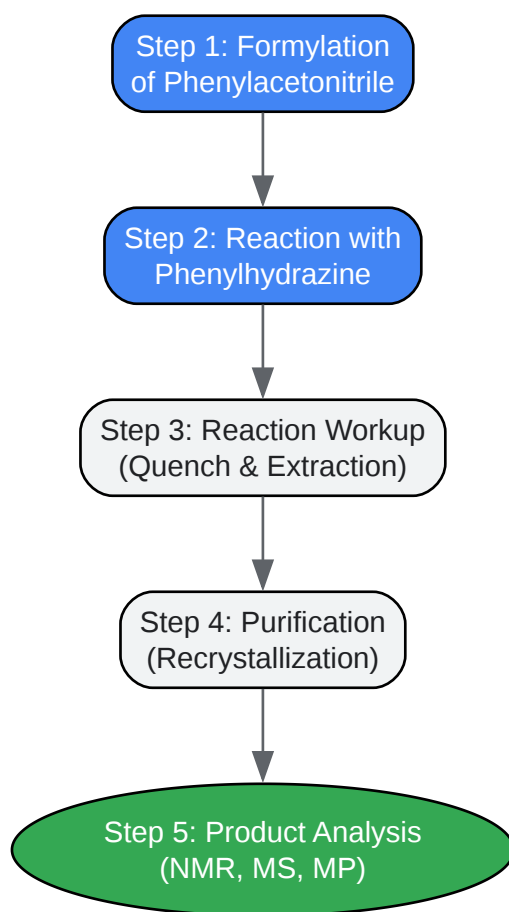 Step 1: Formylation
of Phenylacetonitrile
Step 2: Reaction with
Phenylhydrazine
Step 3: Reaction Workup
(Quench & Extraction)
Step 4: Purification
(Recrystallization)
Step 5: Product Analysis
(NMR, MS, MP)